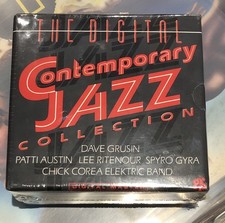 THE DIGITAL
Contemporary
JAZZ
COLLECTION
DAVE GRUSIN
PATTI AUSTIN LEE RITENOUR SPYRO GYRA
CHICK COREA ELEKTRIC BAND